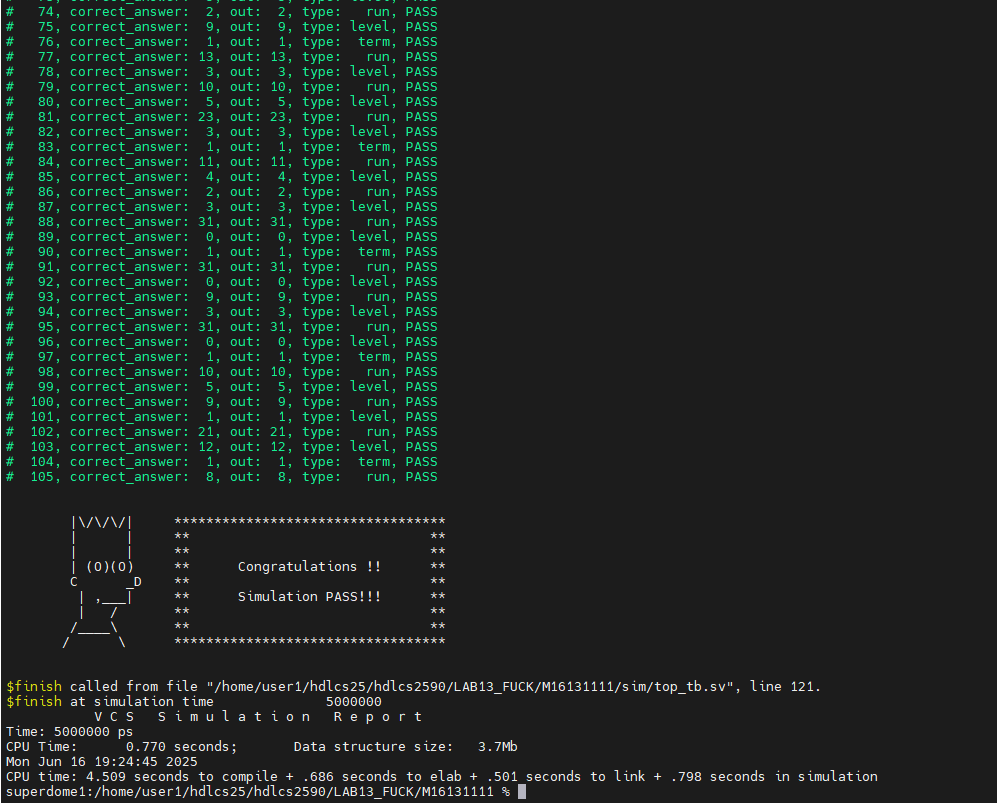 #   74, correct_answer:  2, out:  2, type:   run, PASS
#   75, correct_answer:  9, out:  9, type: level, PASS
#   76, correct_answer:  1, out:  1, type:  term, PASS
#   77, correct_answer: 13, out: 13, type:   run, PASS
#   78, correct_answer:  3, out:  3, type: level, PASS
#   79, correct_answer: 10, out: 10, type:   run, PASS
#   80, correct_answer:  5, out:  5, type: level, PASS
#   81, correct_answer: 23, out: 23, type:   run, PASS
#   82, correct_answer:  3, out:  3, type: level, PASS
#   83, correct_answer:  1, out:  1, type:  term, PASS
#   84, correct_answer: 11, out: 11, type:   run, PASS
#   85, correct_answer:  4, out:  4, type: level, PASS
#   86, correct_answer:  2, out:  2, type:   run, PASS
#   87, correct_answer:  3, out:  3, type: level, PASS
#   88, correct_answer: 31, out: 31, type:   run, PASS
#   89, correct_answer:  0, out:  0, type: level, PASS
#   90, correct_answer:  1, out:  1, type:  term, PASS
#   91, correct_answer: 31, out: 31, type:   run, PASS
#   92, correct_answer:  0, out:  0, type: level, PASS
#   93, correct_answer:  9, out:  9, type:   run, PASS
#   94, correct_answer:  3, out:  3, type: level, PASS
#   95, correct_answer: 31, out: 31, type:   run, PASS
#   96, correct_answer:  0, out:  0, type: level, PASS
#   97, correct_answer:  1, out:  1, type:  term, PASS
#   98, correct_answer: 10, out: 10, type:   run, PASS
#   99, correct_answer:  5, out:  5, type: level, PASS
#  100, correct_answer:  9, out:  9, type:   run, PASS
#  101, correct_answer:  1, out:  1, type: level, PASS
#  102, correct_answer: 21, out: 21, type:   run, PASS
#  103, correct_answer: 12, out: 12, type: level, PASS
#  104, correct_answer:  1, out:  1, type:  term, PASS
#  105, correct_answer:  8, out:  8, type:   run, PASS
        |\/\/\/|     **********************************
        |      |     **                              **
        |      |     **                              **
        | (O)(O)     **      Congratulations !!      **
        C      _D    **                              **
         | ,___|     **      Simulation PASS!!!      **
         |   /       **                              **
        /____\       **                              **
       /      \      **********************************
$finish called from file "/home/user1/hdlcs25/hdlcs2590/LAB13_FUCK/M16131111/sim/top_tb.sv", line 121.
$finish at simulation time              5000000
           V C S   S i m u l a t i o n   R e p o r t
Time: 5000000 ps
CPU Time:      0.770 seconds;       Data structure size:   3.7Mb
Mon Jun 16 19:24:45 2025
CPU time: 4.509 seconds to compile + .686 seconds to elab + .501 seconds to link + .798 seconds in simulation
superdome1:/home/user1/hdlcs25/hdlcs2590/LAB13_FUCK/M16131111 %